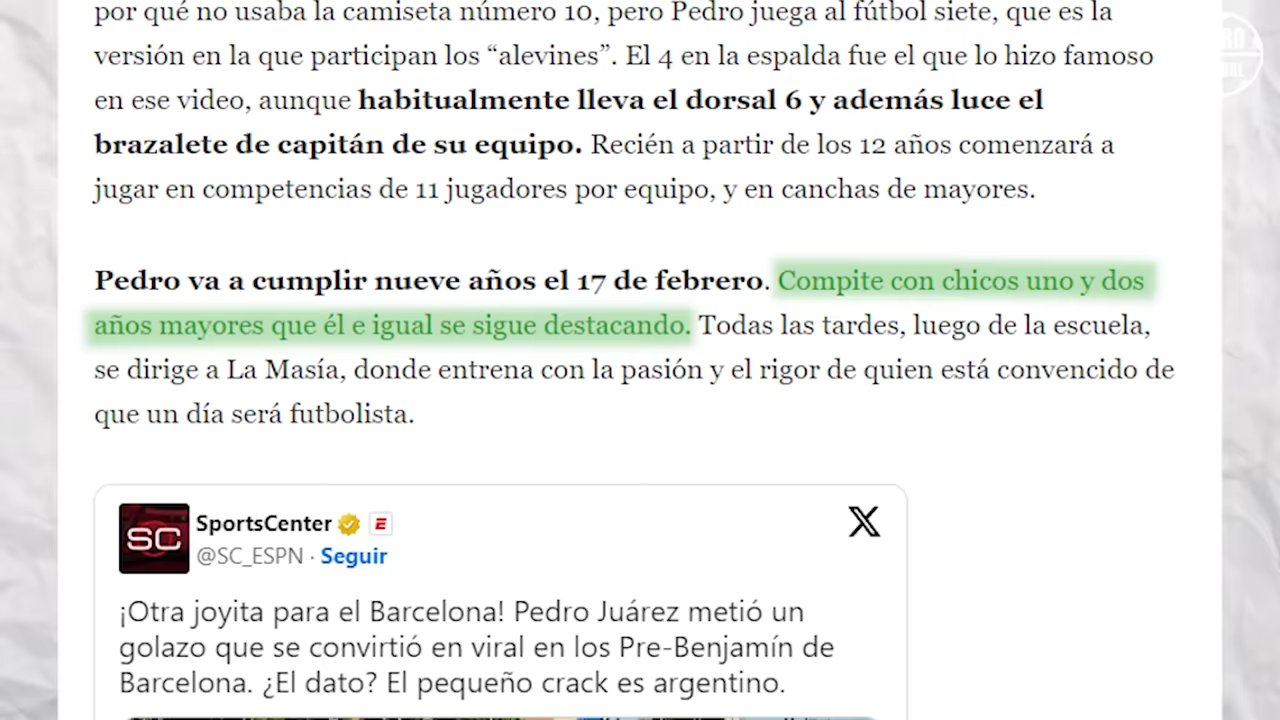 por qué no usaba la camiseta número 10, pero Pedro juega al fútbol siete, que es la
versión en la que participan los “alevines”. El 4 en la espalda fue el que lo hizo famoso
en ese video, aunque habitualmente lleva el dorsal 6 y además luce el
brazalete de capitán de su equipo. Recién a partir de los 12 años comenzará a
jugar en competencias de 11 jugadores por equipo, y en canchas de mayores.
Pedro va a cumplir nueve años el 17 de febrero. Compite con chicos uno y dos
años mayores que él e igual se sigue destacando. Todas las tardes, luego de la escuela,
se dirige a La Masía, donde entrena con la pasión y el rigor de quien está convencido de
que un día será futbolista.
SC
SportsCenter E
@SC_ESPN · Seguir
X
¡Otra joyita para el Barcelona! Pedro Juárez metió un
golazo que se convirtió en viral en los Pre-Benjamín de
Barcelona. ¿El dato? El pequeño crack es argentino.